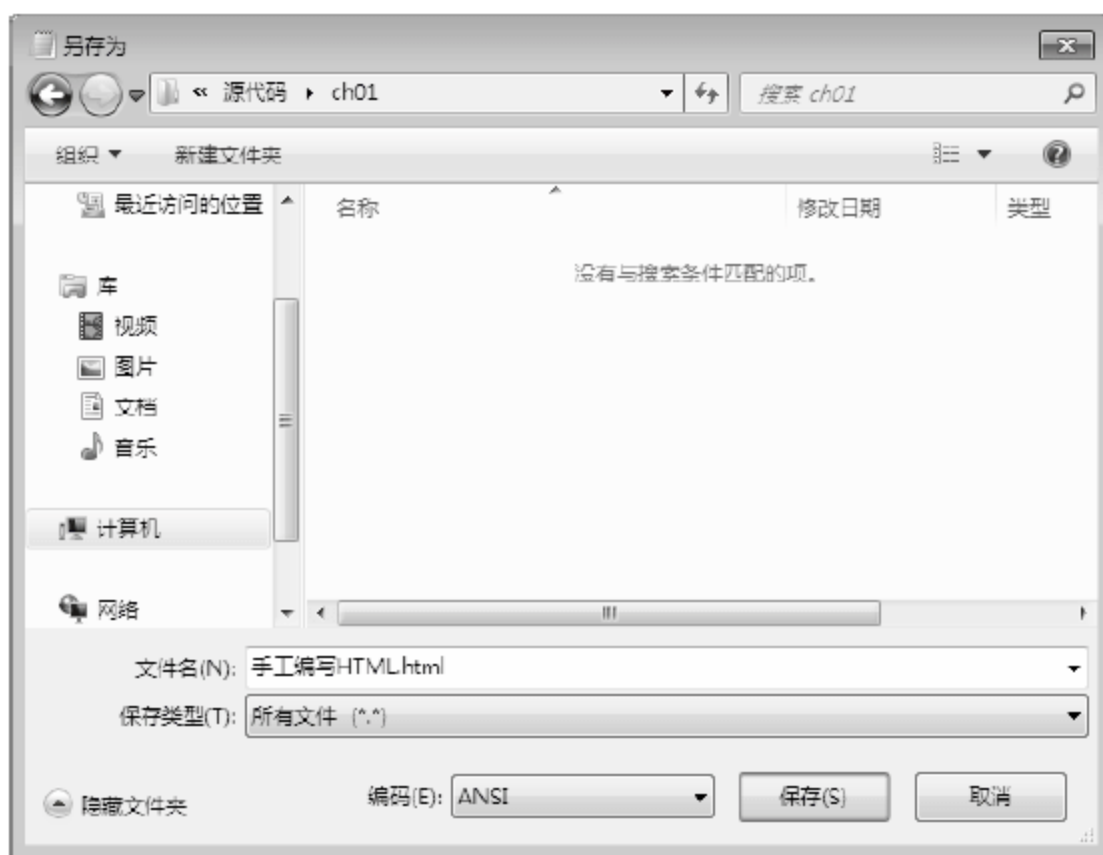 另存为
« 源代码 ▸ ch01
搜索 ch01
组织
新建文件夹
最近访问的位置
库
视频
图片
文档
音乐
计算机
网络
名称
修改日期
类型
没有与搜索条件匹配的项。
文件名(N): 手工编写HTML.html
保存类型(T): 所有文件 (*.*)
隐藏文件夹
编码(E): ANSI
保存(S)
取消